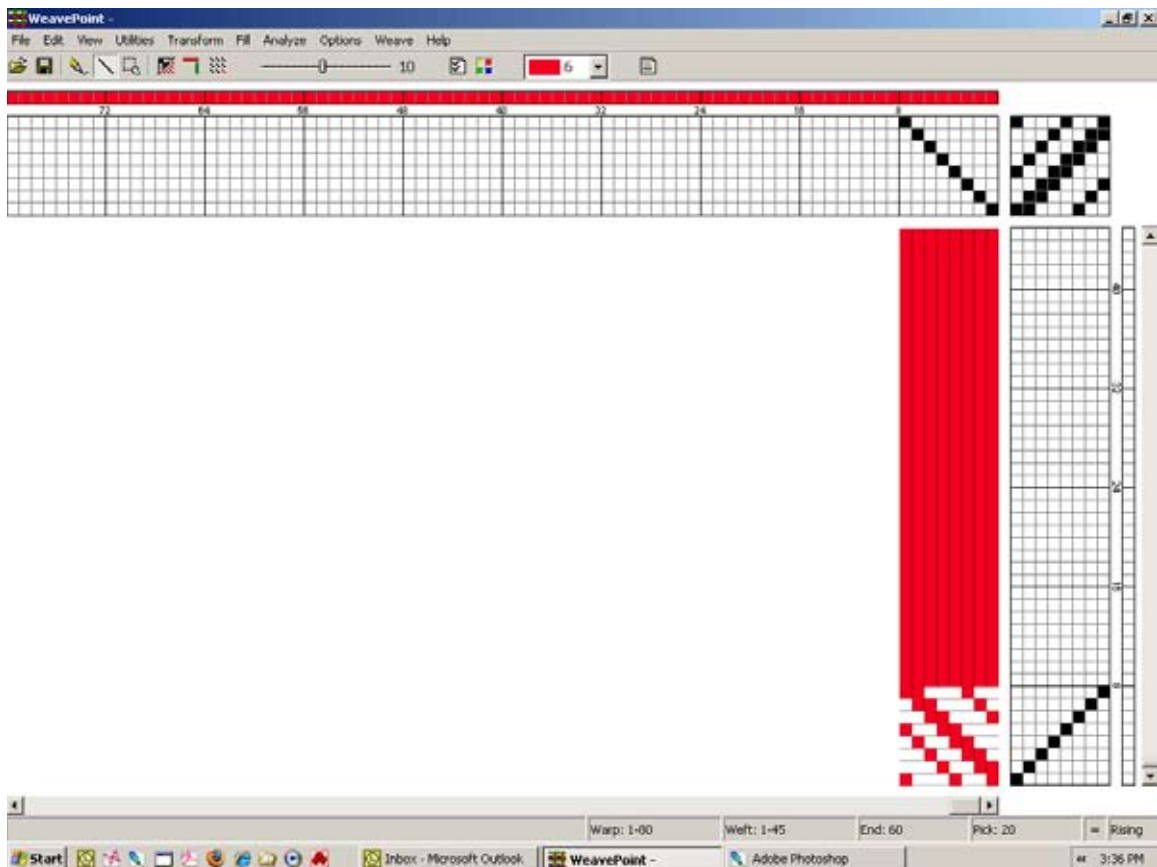 WeavePoint -
File Edit View Utilities Transform Fill Analyze Options Weave Help
10 6
72 64 56 48 40 32 24 16 8
40
32
24
16
8
Warp: 1-80 Weft: 1-45 End: 60 Pick: 20 = Rising
Start Inbox - Microsoft Outlook WeavePoint - Adobe Photoshop 3:36 PM